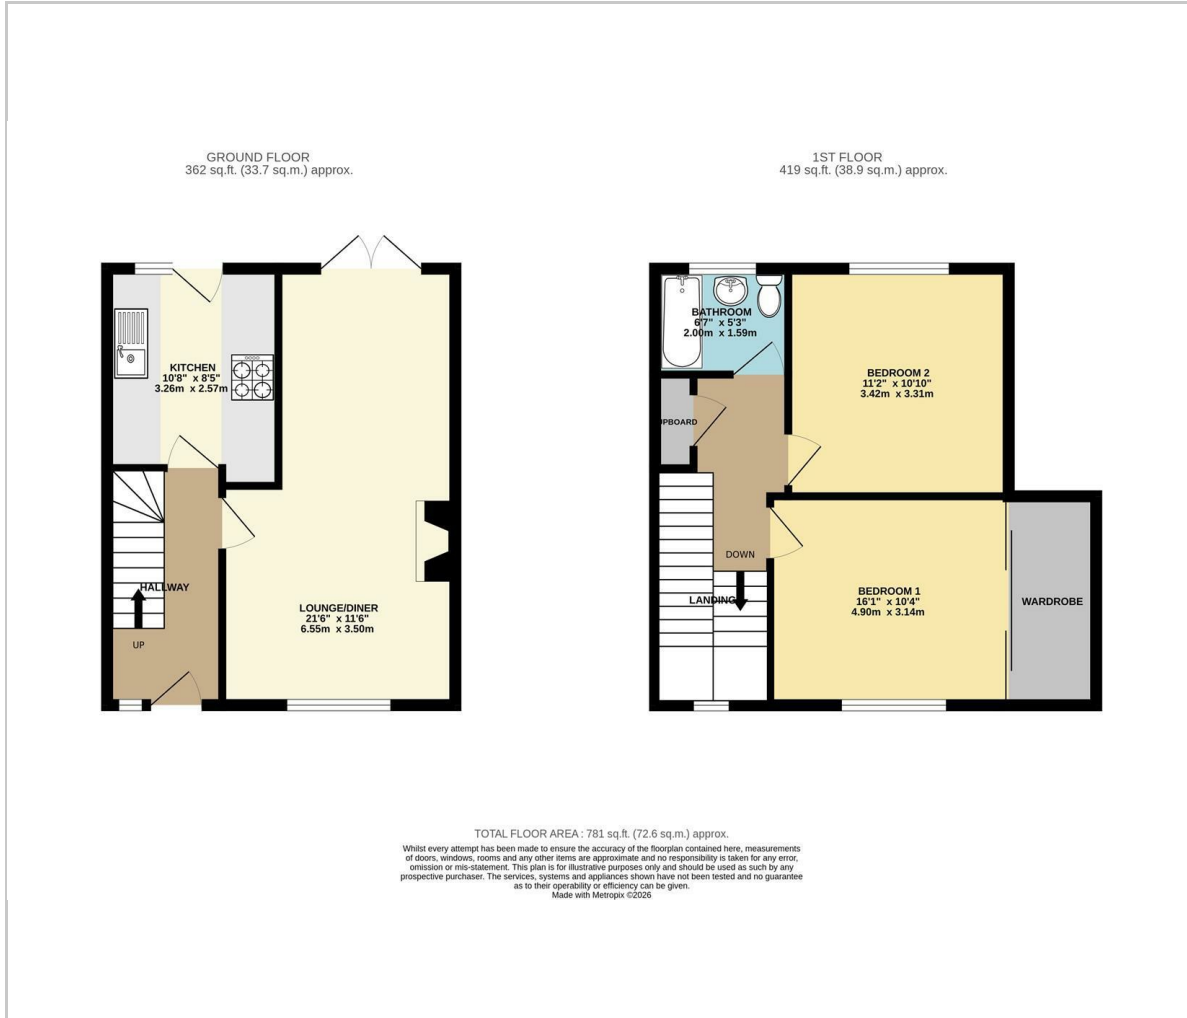 GROUND FLOOR
362 sq.ft. (33.7 sq.m.) approx.
KITCHEN
10'8" x 8'5"
3.26m x 2.57m
HALLWAY
UP
LOUNGE/DINER
21'6" x 11'6"
6.55m x 3.50m
1ST FLOOR
419 sq.ft. (38.9 sq.m.) approx.
BATHROOM
6'7" x 5'3"
2.00m x 1.59m
UPBOARD
BEDROOM 2
11'2" x 10'10"
3.42m x 3.31m
DOWN
LANDING
BEDROOM 1
16'1" x 10'4"
4.90m x 3.14m
WARDROBE
TOTAL FLOOR AREA : 781 sq.ft. (72.6 sq.m.) approx.
Whilst every attempt has been made to ensure the accuracy of the floorplan contained here, measurements
of doors, windows, rooms and any other items are approximate and no responsibility is taken for any error,
omission or mis-statement. This plan is for illustrative purposes only and should be used as such by any
prospective purchaser. The services, systems and appliances shown have not been tested and no guarantee
as to their operability or efficiency can be given.
Made with Metropix ©2026